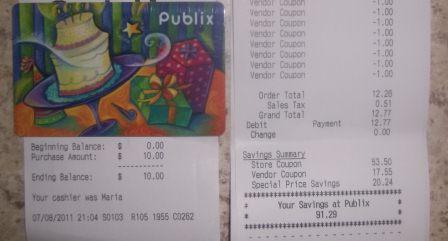 Publix
Beginning Balance: $ 0.00
Purchase Amount: $ 10.00
Ending Balance: $ 10.00
Your cashier was Maria
07/08/2011 21:04 S0103 R105 1955 C0262
Vendor Coupon -1.00
Vendor Coupon -1.00
Vendor Coupon -1.00
Vendor Coupon -1.00
Vendor Coupon -1.00
Vendor Coupon -1.00
Vendor Coupon -1.00
Vendor Coupon -1.00
Order Total 12.26
Sales Tax 0.51
Grand Total 12.77
Debit Payment 12.77
Change 0.00
Savings Summary
Store Coupon 53.50
Vendor Coupon 17.55
Special Price Savings 20.24
****************************************
* Your Savings at Publix *
* 91.29 *
****************************************